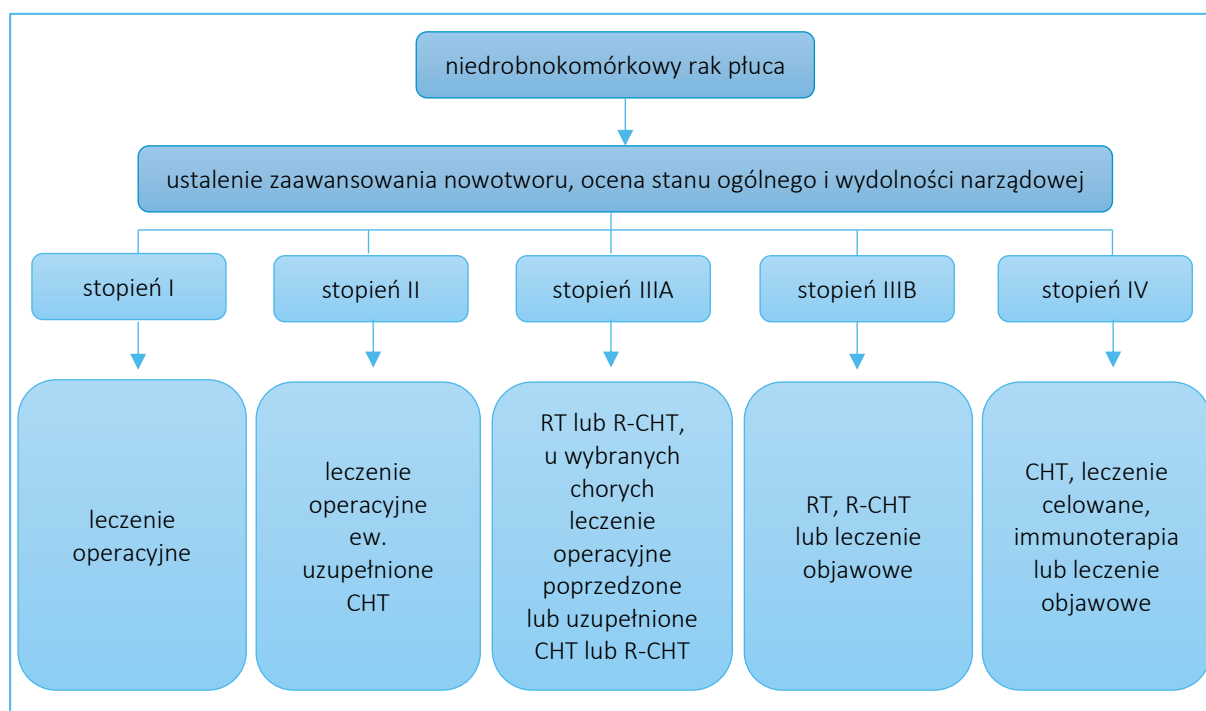 niedrobnokomórkowy rak płuca
ustalenie zaawansowania nowotworu, ocena stanu ogólnego i wydolności narządowej
stopień I
stopień II
stopień IIIA
stopień IIIB
stopień IV
leczenie
operacyjne
leczenie
operacyjne
ew.
uzupełnione
CHT
RT lub R-CHT,
u wybranych
chorych
leczenie
operacyjne
poprzedzone
lub uzupełnione
CHT lub R-CHT
RT, R-CHT
lub leczenie
objawowe
CHT, leczenie
celowane,
immunoterapia
lub leczenie
objawowe